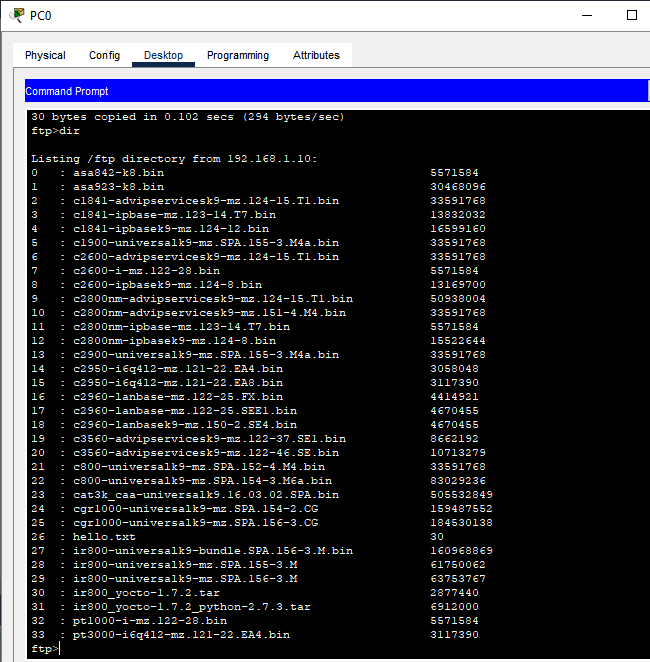 PC0
Physical Config Desktop Programming Attributes
Command Prompt
30 bytes copied in 0.102 secs (294 bytes/sec)
ftp>dir
Listing /ftp directory from 192.168.1.10:
0 : asa842-k8.bin 5571584
1 : asa923-k8.bin 30468096
2 : c1841-advipservicesk9-mz.124-15.T1.bin 33591768
3 : c1841-ipbase-mz.123-14.T7.bin 13832032
4 : c1841-ipbasek9-mz.124-12.bin 16599160
5 : c1900-universalk9-mz.SPA.155-3.M4a.bin 33591768
6 : c2600-advipservicesk9-mz.124-15.T1.bin 33591768
7 : c2600-i-mz.122-28.bin 5571584
8 : c2600-ipbasek9-mz.124-8.bin 13169700
9 : c2800nm-advipservicesk9-mz.124-15.T1.bin 50938004
10 : c2800nm-advipservicesk9-mz.151-4.M4.bin 33591768
11 : c2800nm-ipbase-mz.123-14.T7.bin 5571584
12 : c2800nm-ipbasek9-mz.124-8.bin 15522644
13 : c2900-universalk9-mz.SPA.155-3.M4a.bin 33591768
14 : c2950-i6q4l2-mz.121-22.EA4.bin 3058048
15 : c2950-i6q4l2-mz.121-22.EA8.bin 3117390
16 : c2960-lanbase-mz.122-25.FX.bin 4414921
17 : c2960-lanbase-mz.122-25.SEE1.bin 4670455
18 : c2960-lanbasek9-mz.150-2.SE4.bin 4670455
19 : c3560-advipservicesk9-mz.122-37.SE1.bin 8662192
20 : c3560-advipservicesk9-mz.122-46.SE.bin 10713279
21 : c800-universalk9-mz.SPA.152-4.M4.bin 33591768
22 : c800-universalk9-mz.SPA.154-3.M6a.bin 83029236
23 : cat3k_caa-universalk9.16.03.02.SPA.bin 505532849
24 : cgr1000-universalk9-mz.SPA.154-2.CG 159487552
25 : cgr1000-universalk9-mz.SPA.156-3.CG 184530138
26 : hello.txt 30
27 : ir800-universalk9-bundle.SPA.156-3.M.bin 160968869
28 : ir800-universalk9-mz.SPA.155-3.M 61750062
29 : ir800-universalk9-mz.SPA.156-3.M 63753767
30 : ir800_yocto-1.7.2.tar 2877440
31 : ir800_yocto-1.7.2_python-2.7.3.tar 6912000
32 : pt1000-i-mz.122-28.bin 5571584
33 : pt3000-i6q4l2-mz.121-22.EA4.bin 3117390
ftp>